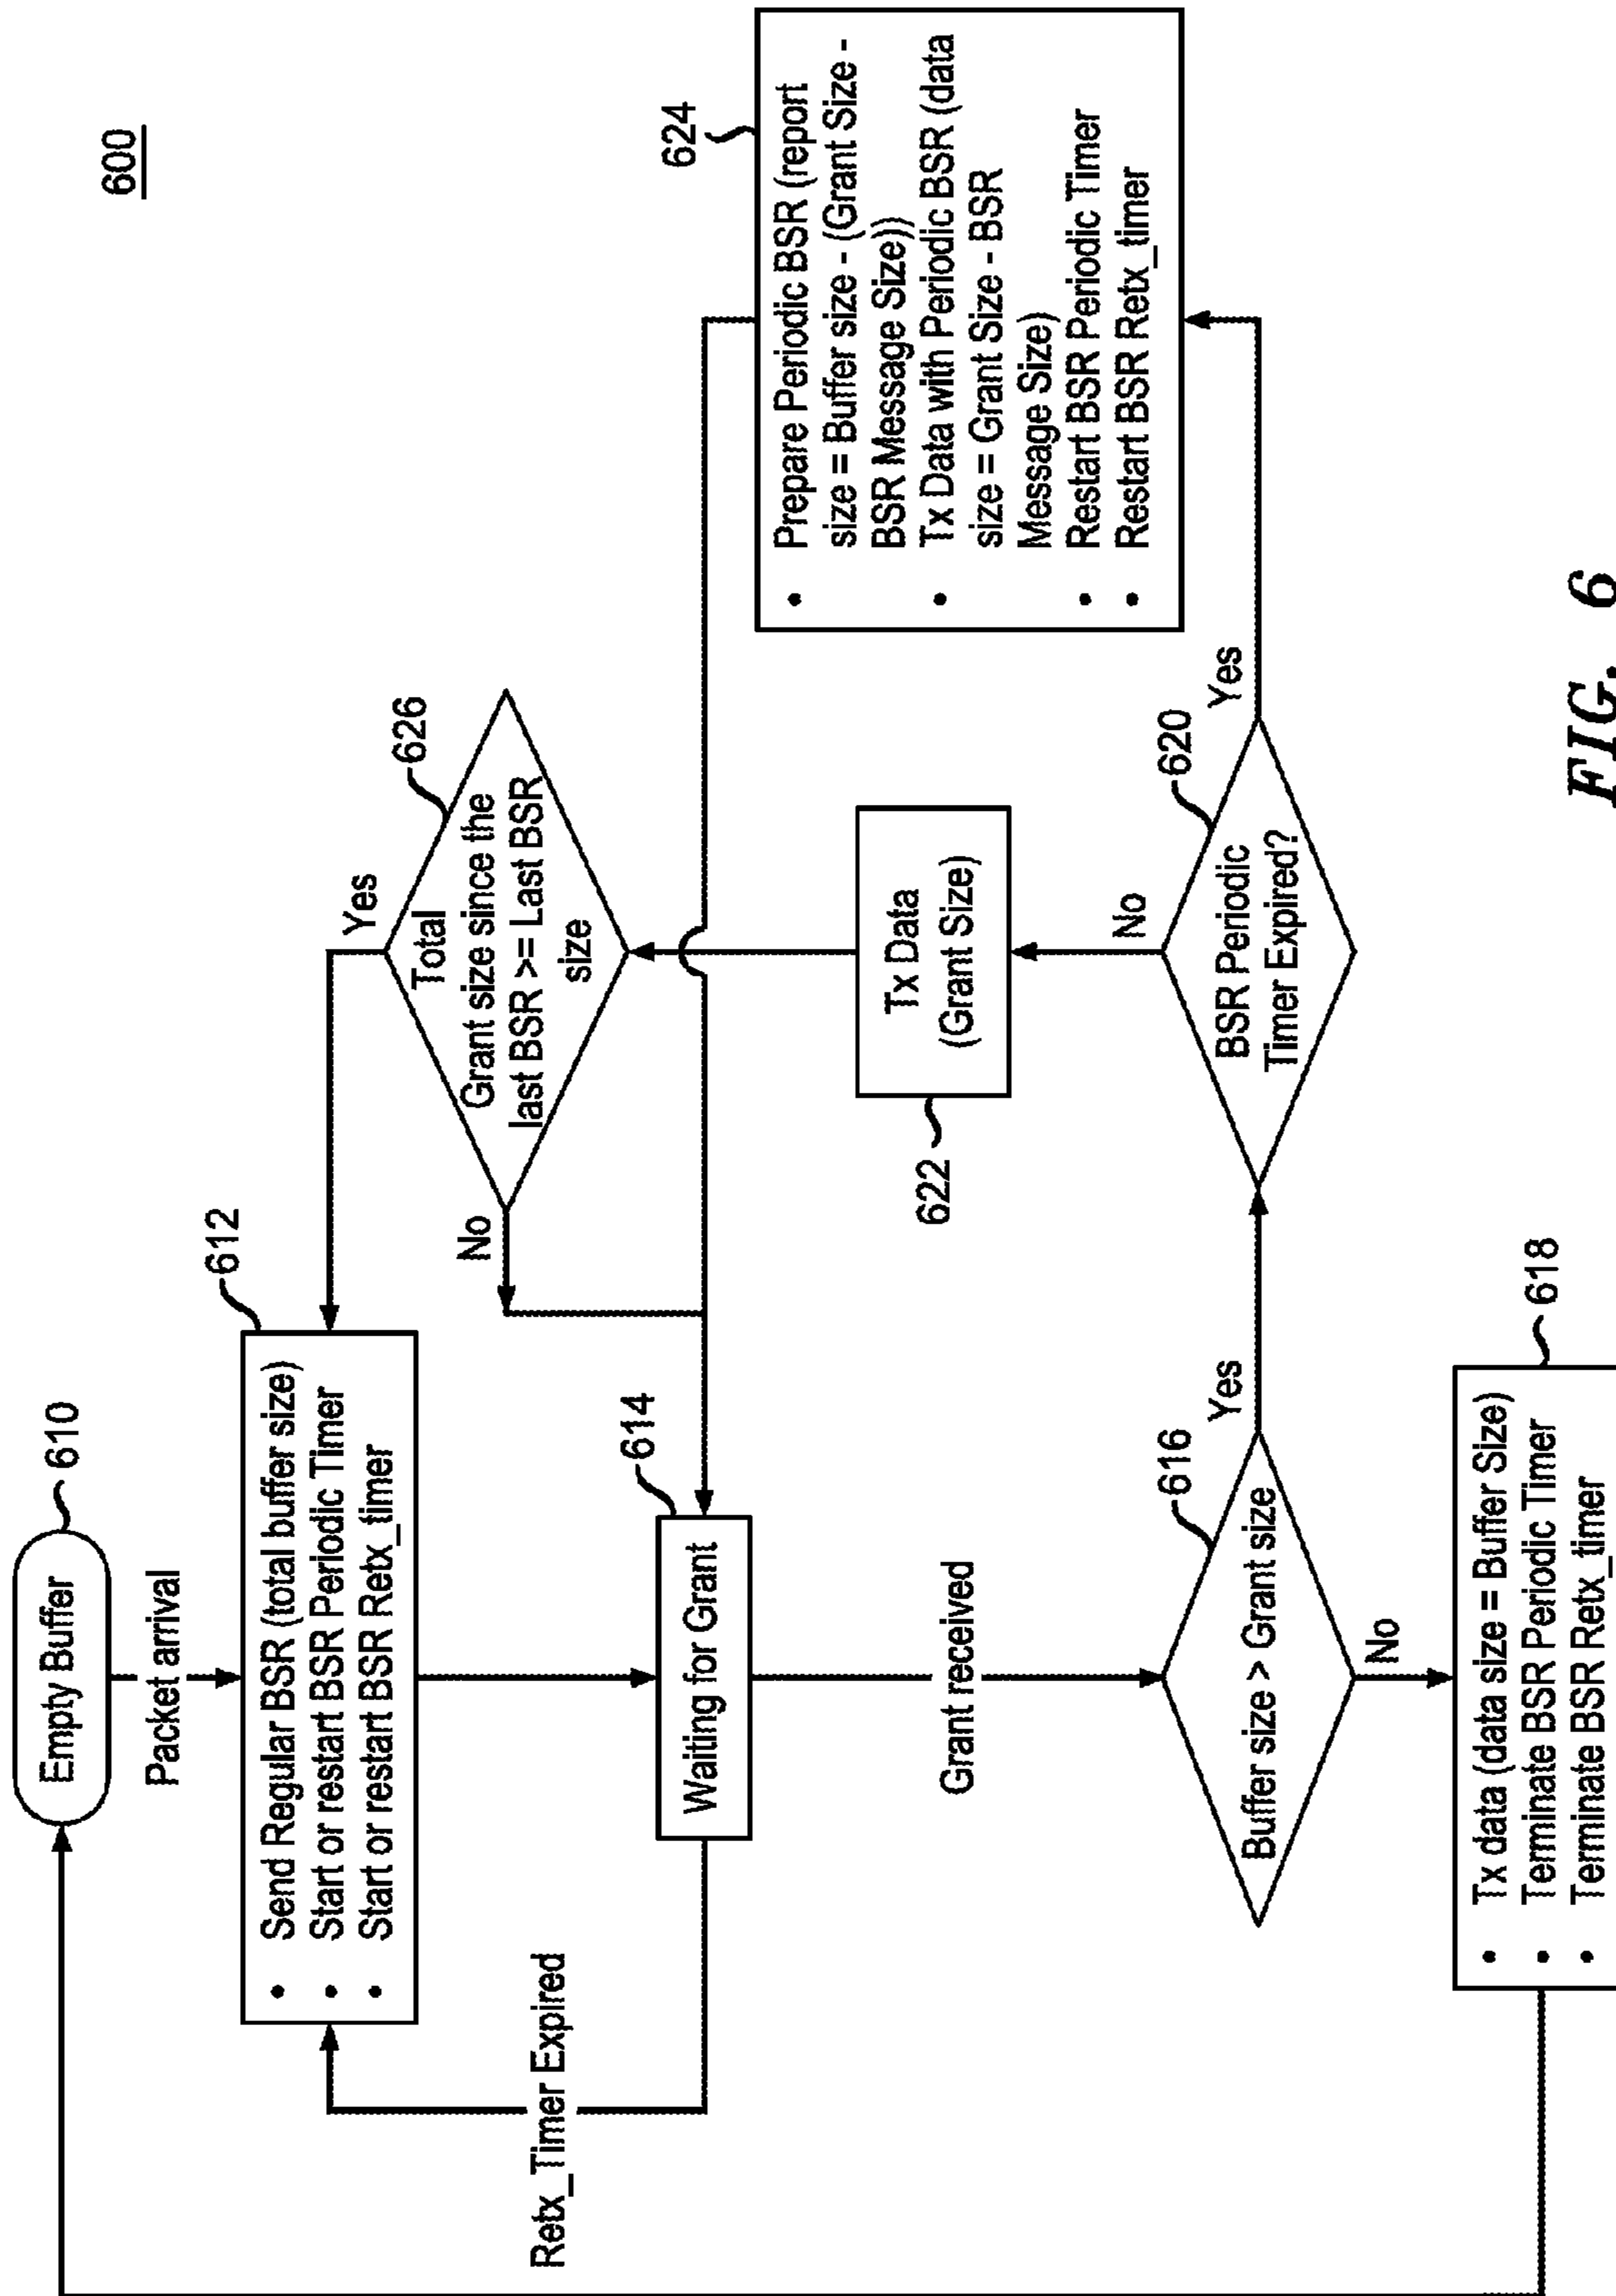 600
Empty Buffer
610
Packet arrival
612
• Send Regular BSR (total buffer size)
• Start or restart BSR Periodic Timer
• Start or restart BSR Retx_timer
Retx_Timer Expired
614
Waiting for Grant
Grant received
616
Buffer size > Grant size
Yes
No
618
• Tx data (data size = Buffer Size)
• Terminate BSR Periodic Timer
• Terminate BSR Retx_timer
620
BSR Periodic
Timer Expired?
No
Yes
622
Tx Data
(Grant Size)
626
Total
Grant size since the
last BSR >= Last BSR
size
Yes
No
624
• Prepare Periodic BSR (report
size = Buffer size - (Grant Size -
BSR Message Size))
• Tx Data with Periodic BSR (data
size = Grant Size - BSR
Message Size)
• Restart BSR Periodic Timer
• Restart BSR Retx_timer
FIG. 6